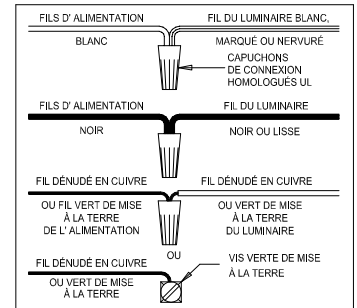 FILS D' ALIMENTATION
FIL DU LUMINAIRE BLANC,
BLANC
MARQUÉ OU NERVURÉ
CAPUCHONS
DE CONNEXION
HOMOLOGUÉS UL
FILS D' ALIMENTATION
FIL DU LUMINAIRE
NOIR
NOIR OU LISSE
FIL DÉNUDÉ EN CUIVRE
FIL DÉNUDÉ EN CUIVRE
OU FIL VERT DE MISE
À LA TERRE
DE L' ALIMENTATION
OU VERT DE MISE
À LA TERRE
DU LUMINAIRE
OU
FIL DÉNUDÉ EN CUIVRE
OU VERT DE MISE
À LA TERRE
VIS VERTE DE MISE
À LA TERRE